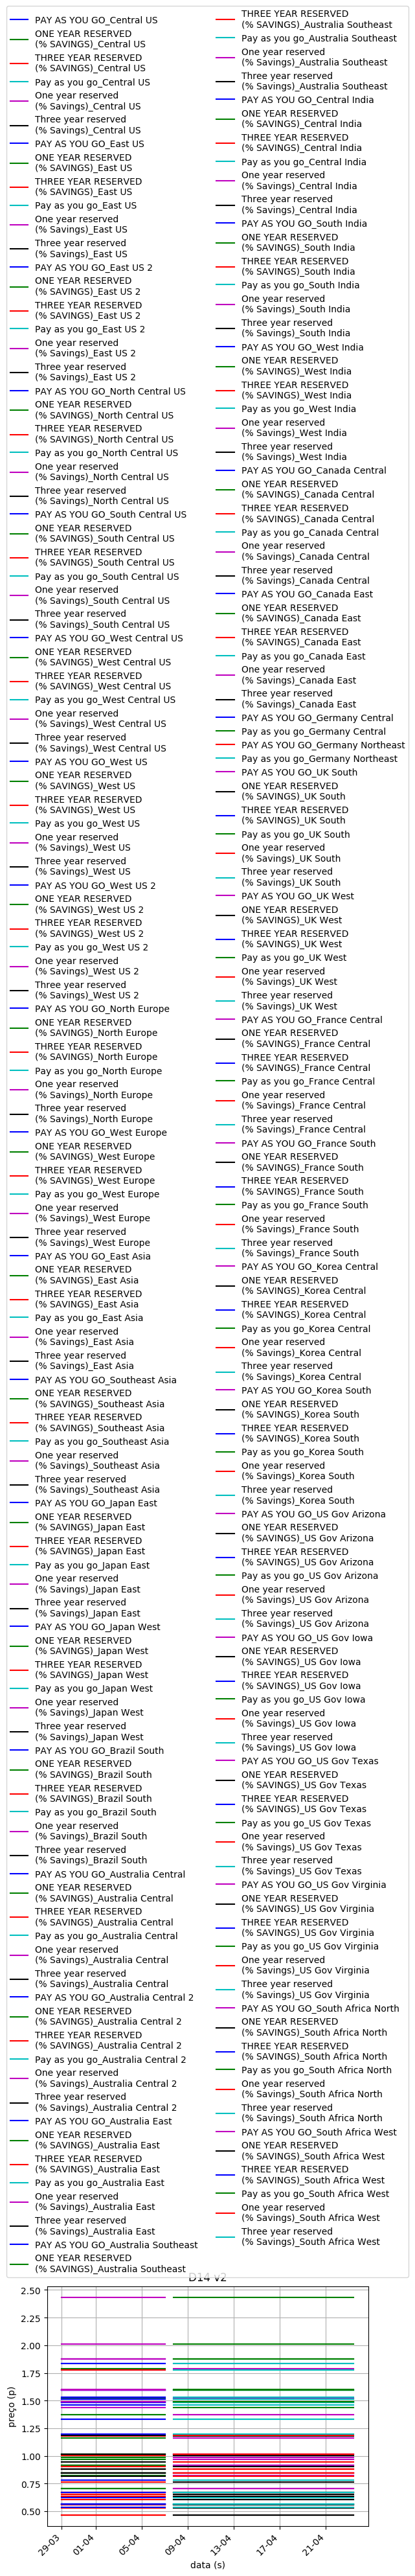 PAY AS YOU GO_Central US
ONE YEAR RESERVED
(% SAVINGS)_Central US
THREE YEAR RESERVED
(% SAVINGS)_Central US
Pay as you go_Central US
One year reserved
(% Savings)_Central US
Three year reserved
(% Savings)_Central US
PAY AS YOU GO_East US
ONE YEAR RESERVED
(% SAVINGS)_East US
THREE YEAR RESERVED
(% SAVINGS)_East US
Pay as you go_East US
One year reserved
(% Savings)_East US
Three year reserved
(% Savings)_East US
PAY AS YOU GO_East US 2
ONE YEAR RESERVED
(% SAVINGS)_East US 2
THREE YEAR RESERVED
(% SAVINGS)_East US 2
Pay as you go_East US 2
One year reserved
(% Savings)_East US 2
Three year reserved
(% Savings)_East US 2
PAY AS YOU GO_North Central US
ONE YEAR RESERVED
(% SAVINGS)_North Central US
THREE YEAR RESERVED
(% SAVINGS)_North Central US
Pay as you go_North Central US
One year reserved
(% Savings)_North Central US
Three year reserved
(% Savings)_North Central US
PAY AS YOU GO_South Central US
ONE YEAR RESERVED
(% SAVINGS)_South Central US
THREE YEAR RESERVED
(% SAVINGS)_South Central US
Pay as you go_South Central US
One year reserved
(% Savings)_South Central US
Three year reserved
(% Savings)_South Central US
PAY AS YOU GO_West Central US
ONE YEAR RESERVED
(% SAVINGS)_West Central US
THREE YEAR RESERVED
(% SAVINGS)_West Central US
Pay as you go_West Central US
One year reserved
(% Savings)_West Central US
Three year reserved
(% Savings)_West Central US
PAY AS YOU GO_West US
ONE YEAR RESERVED
(% SAVINGS)_West US
THREE YEAR RESERVED
(% SAVINGS)_West US
Pay as you go_West US
One year reserved
(% Savings)_West US
Three year reserved
(% Savings)_West US
PAY AS YOU GO_West US 2
ONE YEAR RESERVED
(% SAVINGS)_West US 2
THREE YEAR RESERVED
(% SAVINGS)_West US 2
Pay as you go_West US 2
One year reserved
(% Savings)_West US 2
Three year reserved
(% Savings)_West US 2
PAY AS YOU GO_North Europe
ONE YEAR RESERVED
(% SAVINGS)_North Europe
THREE YEAR RESERVED
(% SAVINGS)_North Europe
Pay as you go_North Europe
One year reserved
(% Savings)_North Europe
Three year reserved
(% Savings)_North Europe
PAY AS YOU GO_West Europe
ONE YEAR RESERVED
(% SAVINGS)_West Europe
THREE YEAR RESERVED
(% SAVINGS)_West Europe
Pay as you go_West Europe
One year reserved
(% Savings)_West Europe
Three year reserved
(% Savings)_West Europe
PAY AS YOU GO_East Asia
ONE YEAR RESERVED
(% SAVINGS)_East Asia
THREE YEAR RESERVED
(% SAVINGS)_East Asia
Pay as you go_East Asia
One year reserved
(% Savings)_East Asia
Three year reserved
(% Savings)_East Asia
PAY AS YOU GO_Southeast Asia
ONE YEAR RESERVED
(% SAVINGS)_Southeast Asia
THREE YEAR RESERVED
(% SAVINGS)_Southeast Asia
Pay as you go_Southeast Asia
One year reserved
(% Savings)_Southeast Asia
Three year reserved
(% Savings)_Southeast Asia
PAY AS YOU GO_Japan East
ONE YEAR RESERVED
(% SAVINGS)_Japan East
THREE YEAR RESERVED
(% SAVINGS)_Japan East
Pay as you go_Japan East
One year reserved
(% Savings)_Japan East
Three year reserved
(% Savings)_Japan East
PAY AS YOU GO_Japan West
ONE YEAR RESERVED
(% SAVINGS)_Japan West
THREE YEAR RESERVED
(% SAVINGS)_Japan West
Pay as you go_Japan West
One year reserved
(% Savings)_Japan West
Three year reserved
(% Savings)_Japan West
PAY AS YOU GO_Brazil South
ONE YEAR RESERVED
(% SAVINGS)_Brazil South
THREE YEAR RESERVED
(% SAVINGS)_Brazil South
Pay as you go_Brazil South
One year reserved
(% Savings)_Brazil South
Three year reserved
(% Savings)_Brazil South
PAY AS YOU GO_Australia Central
ONE YEAR RESERVED
(% SAVINGS)_Australia Central
THREE YEAR RESERVED
(% SAVINGS)_Australia Central
Pay as you go_Australia Central
One year reserved
(% Savings)_Australia Central
Three year reserved
(% Savings)_Australia Central
PAY AS YOU GO_Australia Central 2
ONE YEAR RESERVED
(% SAVINGS)_Australia Central 2
THREE YEAR RESERVED
(% SAVINGS)_Australia Central 2
Pay as you go_Australia Central 2
One year reserved
(% Savings)_Australia Central 2
Three year reserved
(% Savings)_Australia Central 2
PAY AS YOU GO_Australia East
ONE YEAR RESERVED
(% SAVINGS)_Australia East
THREE YEAR RESERVED
(% SAVINGS)_Australia East
Pay as you go_Australia East
One year reserved
(% Savings)_Australia East
Three year reserved
(% Savings)_Australia East
PAY AS YOU GO_Australia Southeast
ONE YEAR RESERVED
(% SAVINGS)_Australia Southeast
THREE YEAR RESERVED
(% SAVINGS)_Australia Southeast
Pay as you go_Australia Southeast
One year reserved
(% Savings)_Australia Southeast
Three year reserved
(% Savings)_Australia Southeast
PAY AS YOU GO_Central India
ONE YEAR RESERVED
(% SAVINGS)_Central India
THREE YEAR RESERVED
(% SAVINGS)_Central India
Pay as you go_Central India
One year reserved
(% Savings)_Central India
Three year reserved
(% Savings)_Central India
PAY AS YOU GO_South India
ONE YEAR RESERVED
(% SAVINGS)_South India
THREE YEAR RESERVED
(% SAVINGS)_South India
Pay as you go_South India
One year reserved
(% Savings)_South India
Three year reserved
(% Savings)_South India
PAY AS YOU GO_West India
ONE YEAR RESERVED
(% SAVINGS)_West India
THREE YEAR RESERVED
(% SAVINGS)_West India
Pay as you go_West India
One year reserved
(% Savings)_West India
Three year reserved
(% Savings)_West India
PAY AS YOU GO_Canada Central
ONE YEAR RESERVED
(% SAVINGS)_Canada Central
THREE YEAR RESERVED
(% SAVINGS)_Canada Central
Pay as you go_Canada Central
One year reserved
(% Savings)_Canada Central
Three year reserved
(% Savings)_Canada Central
PAY AS YOU GO_Canada East
ONE YEAR RESERVED
(% SAVINGS)_Canada East
THREE YEAR RESERVED
(% SAVINGS)_Canada East
Pay as you go_Canada East
One year reserved
(% Savings)_Canada East
Three year reserved
(% Savings)_Canada East
PAY AS YOU GO_Germany Central
Pay as you go_Germany Central
PAY AS YOU GO_Germany Northeast
Pay as you go_Germany Northeast
PAY AS YOU GO_UK South
ONE YEAR RESERVED
(% SAVINGS)_UK South
THREE YEAR RESERVED
(% SAVINGS)_UK South
Pay as you go_UK South
One year reserved
(% Savings)_UK South
Three year reserved
(% Savings)_UK South
PAY AS YOU GO_UK West
ONE YEAR RESERVED
(% SAVINGS)_UK West
THREE YEAR RESERVED
(% SAVINGS)_UK West
Pay as you go_UK West
One year reserved
(% Savings)_UK West
Three year reserved
(% Savings)_UK West
PAY AS YOU GO_France Central
ONE YEAR RESERVED
(% SAVINGS)_France Central
THREE YEAR RESERVED
(% SAVINGS)_France Central
Pay as you go_France Central
One year reserved
(% Savings)_France Central
Three year reserved
(% Savings)_France Central
PAY AS YOU GO_France South
ONE YEAR RESERVED
(% SAVINGS)_France South
THREE YEAR RESERVED
(% SAVINGS)_France South
Pay as you go_France South
One year reserved
(% Savings)_France South
Three year reserved
(% Savings)_France South
PAY AS YOU GO_Korea Central
ONE YEAR RESERVED
(% SAVINGS)_Korea Central
THREE YEAR RESERVED
(% SAVINGS)_Korea Central
Pay as you go_Korea Central
One year reserved
(% Savings)_Korea Central
Three year reserved
(% Savings)_Korea Central
PAY AS YOU GO_Korea South
ONE YEAR RESERVED
(% SAVINGS)_Korea South
THREE YEAR RESERVED
(% SAVINGS)_Korea South
Pay as you go_Korea South
One year reserved
(% Savings)_Korea South
Three year reserved
(% Savings)_Korea South
PAY AS YOU GO_US Gov Arizona
ONE YEAR RESERVED
(% SAVINGS)_US Gov Arizona
THREE YEAR RESERVED
(% SAVINGS)_US Gov Arizona
Pay as you go_US Gov Arizona
One year reserved
(% Savings)_US Gov Arizona
Three year reserved
(% Savings)_US Gov Arizona
PAY AS YOU GO_US Gov Iowa
ONE YEAR RESERVED
(% SAVINGS)_US Gov Iowa
THREE YEAR RESERVED
(% SAVINGS)_US Gov Iowa
Pay as you go_US Gov Iowa
One year reserved
(% Savings)_US Gov Iowa
Three year reserved
(% Savings)_US Gov Iowa
PAY AS YOU GO_US Gov Texas
ONE YEAR RESERVED
(% SAVINGS)_US Gov Texas
THREE YEAR RESERVED
(% SAVINGS)_US Gov Texas
Pay as you go_US Gov Texas
One year reserved
(% Savings)_US Gov Texas
Three year reserved
(% Savings)_US Gov Texas
PAY AS YOU GO_US Gov Virginia
ONE YEAR RESERVED
(% SAVINGS)_US Gov Virginia
THREE YEAR RESERVED
(% SAVINGS)_US Gov Virginia
Pay as you go_US Gov Virginia
One year reserved
(% Savings)_US Gov Virginia
Three year reserved
(% Savings)_US Gov Virginia
PAY AS YOU GO_South Africa North
ONE YEAR RESERVED
(% SAVINGS)_South Africa North
THREE YEAR RESERVED
(% SAVINGS)_South Africa North
Pay as you go_South Africa North
One year reserved
(% Savings)_South Africa North
Three year reserved
(% Savings)_South Africa North
PAY AS YOU GO_South Africa West
ONE YEAR RESERVED
(% SAVINGS)_South Africa West
THREE YEAR RESERVED
(% SAVINGS)_South Africa West
Pay as you go_South Africa West
One year reserved
(% Savings)_South Africa West
Three year reserved
(% Savings)_South Africa West
D14 v2
2.50
2.25
2.00
1.75
1.50
1.25
1.00
0.75
0.50
preço (p)
29-03
01-04
05-04
09-04
13-04
17-04
21-04
data (s)